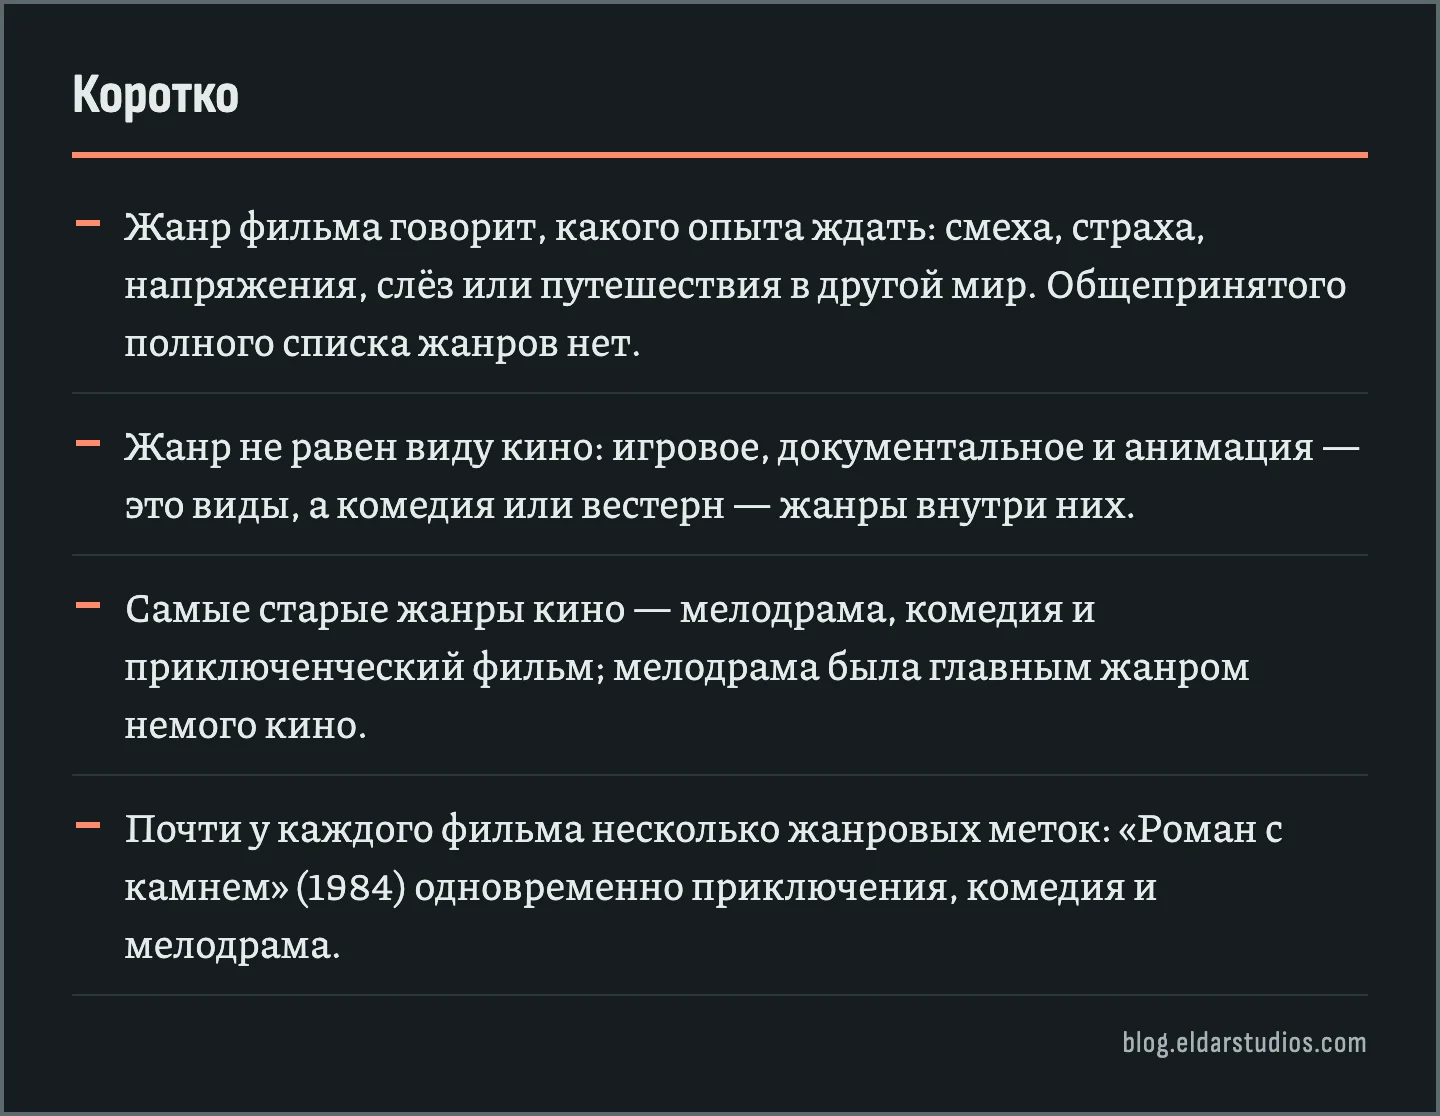 Коротко
– Жанр фильма говорит, какого опыта ждать: смеха, страха,
напряжения, слёз или путешествия в другой мир. Общепринятого
полного списка жанров нет.
– Жанр не равен виду кино: игровое, документальное и анимация —
это виды, а комедия или вестерн — жанры внутри них.
– Самые старые жанры кино — мелодрама, комедия и
приключенческий фильм; мелодрама была главным жанром
немого кино.
– Почти у каждого фильма несколько жанровых меток: «Роман с
камнем» (1984) одновременно приключения, комедия и
мелодрама.
blog.eldarstudios.com